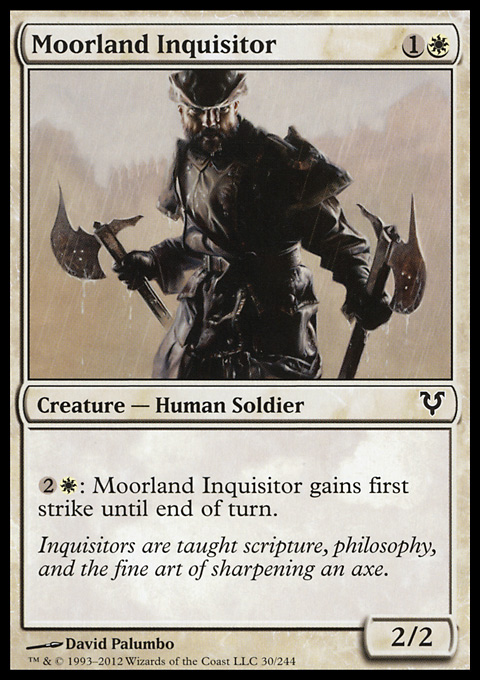 Moorland Inquisitor 1
Creature — Human Soldier
2: Moorland Inquisitor gains first
strike until end of turn.
Inquisitors are taught scripture, philosophy,
and the fine art of sharpening an axe.
David Palumbo
2/2
™ & © 1993–2012 Wizards of the Coast LLC 30/244